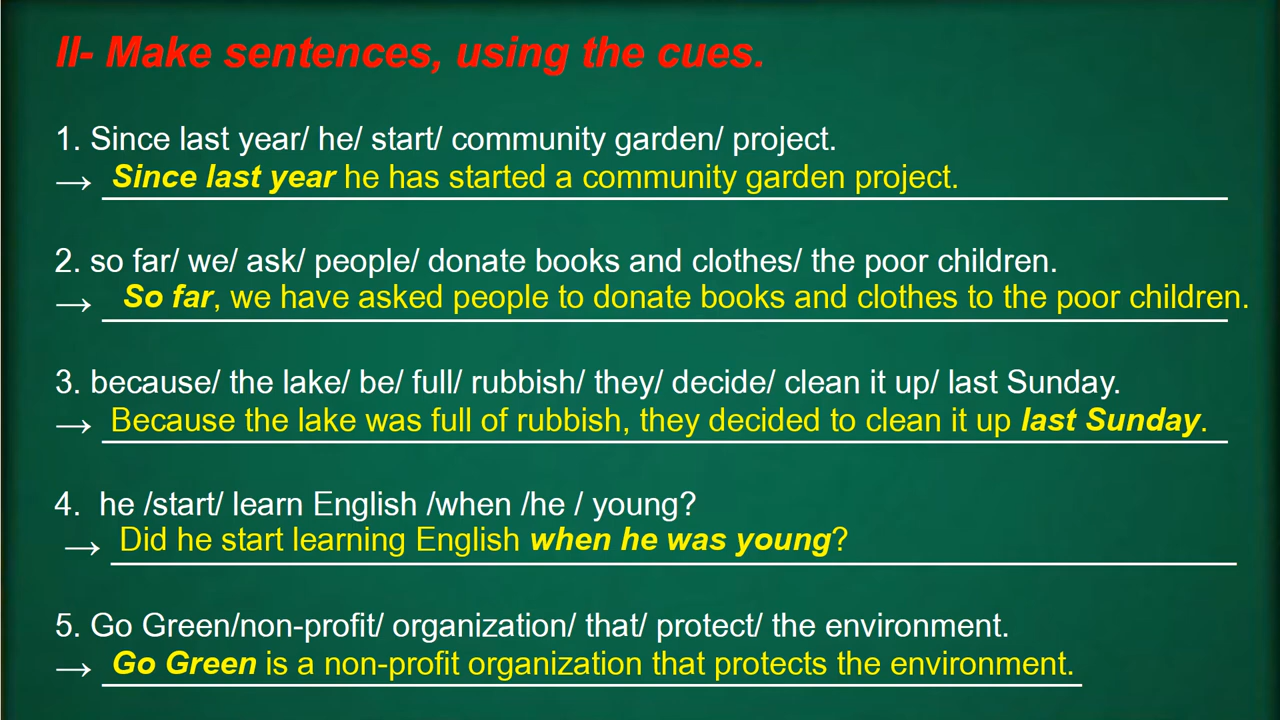 II- Make sentences, using the cues.
1. Since last year/ he/ start/ community garden/ project.
→ Since last year he has started a community garden project.
2. so far/ we/ ask/ people/ donate books and clothes/ the poor children.
→ So far, we have asked people to donate books and clothes to the poor children.
3. because/ the lake/ be/ full/ rubbish/ they/ decide/ clean it up/ last Sunday.
→ Because the lake was full of rubbish, they decided to clean it up last Sunday.
4. he /start/ learn English /when /he / young?
→ Did he start learning English when he was young?
5. Go Green/non-profit/ organization/ that/ protect/ the environment.
→ Go Green is a non-profit organization that protects the environment.